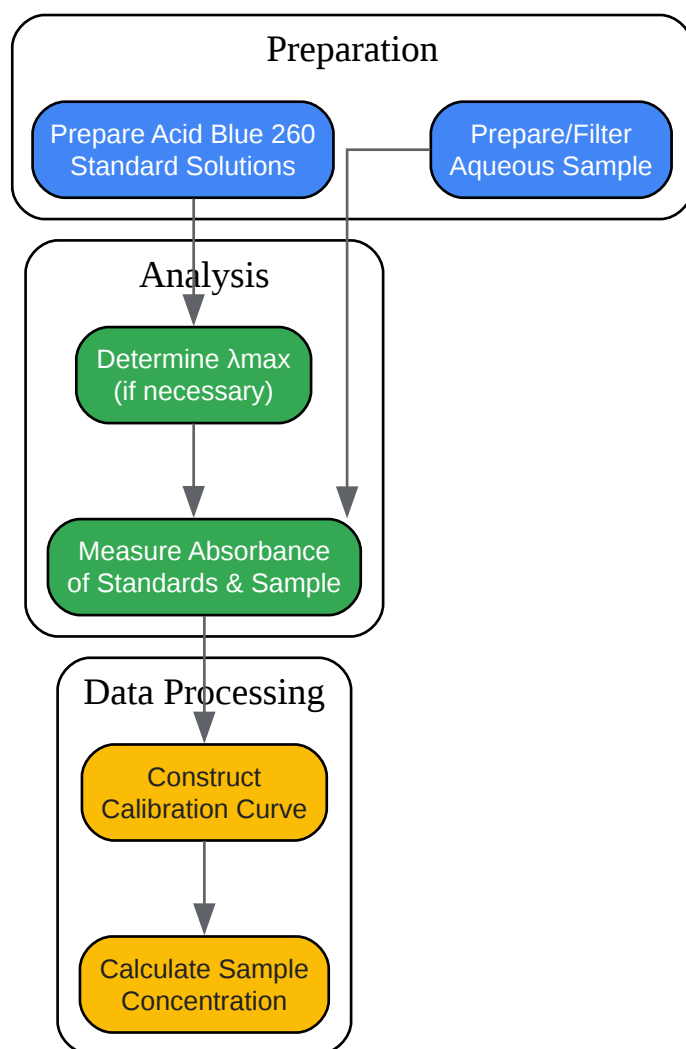 Preparation
Prepare Acid Blue 260
Standard Solutions
Prepare/Filter
Aqueous Sample
Analysis
Determine λmax
(if necessary)
Measure Absorbance
of Standards & Sample
Data Processing
Construct
Calibration Curve
Calculate Sample
Concentration